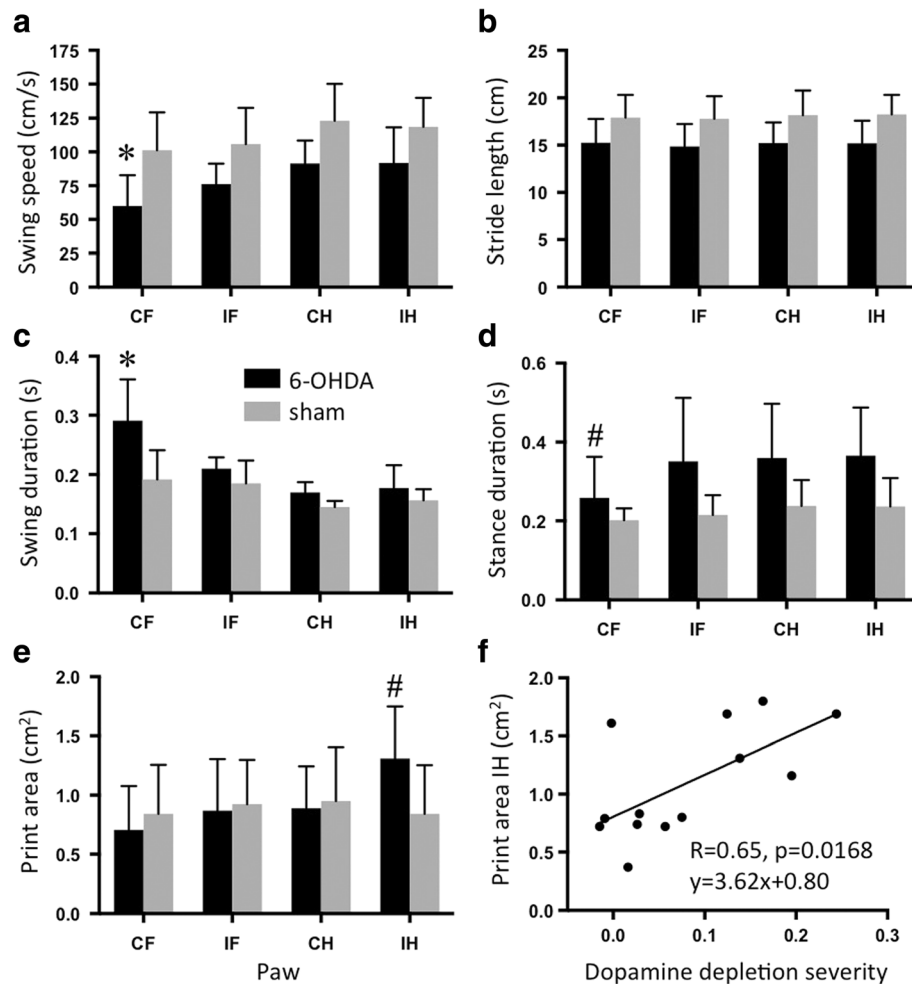 a
Swing speed (cm/s)
175
150
125
100
75
50
25
0
*
CF IF CH IH
b
Stride length (cm)
25
20
15
10
5
0
CF IF CH IH
c
Swing duration (s)
0.4
0.3
0.2
0.1
0.0
*
6-OHDA
sham
CF IF CH IH
d
Stance duration (s)
0.6
0.4
0.2
0.0
#
CF IF CH IH
e
Print area (cm²)
2.0
1.5
1.0
0.5
0.0
#
CF IF CH IH
Paw
f
Print area IH (cm²)
2.0
1.5
1.0
0.5
0.0
R=0.65, p=0.0168
y=3.62x+0.80
0.0 0.1 0.2 0.3
Dopamine depletion severity